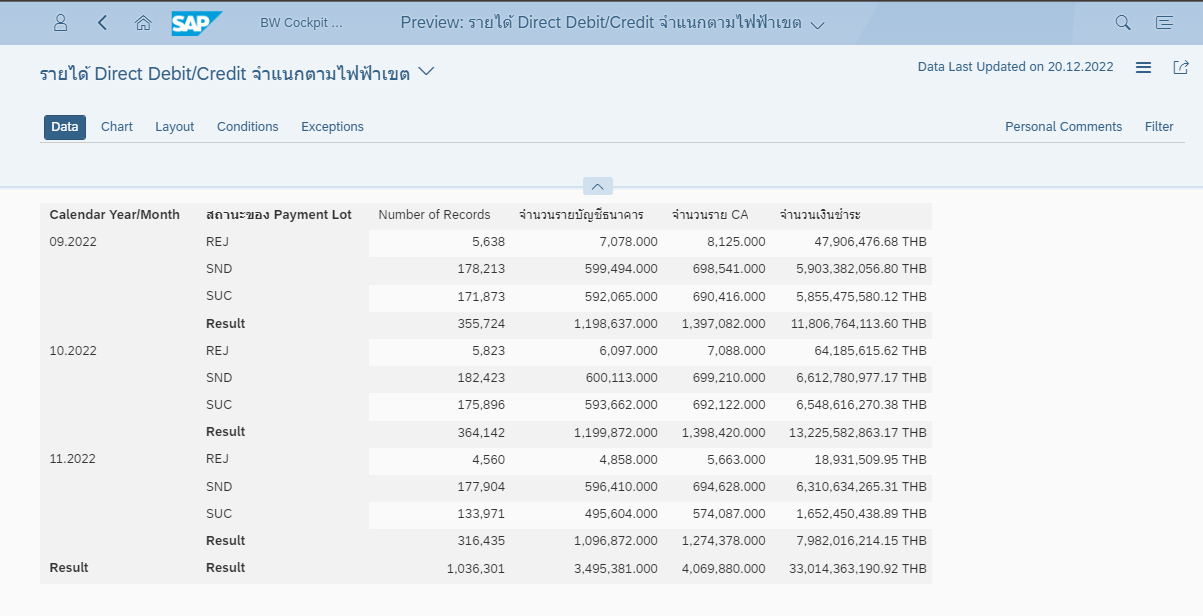 SAP BW Cockpit ... Preview: รายได้ Direct Debit/Credit จำแนกตามไฟฟ้าเขต
รายได้ Direct Debit/Credit จำแนกตามไฟฟ้าเขต Data Last Updated on 20.12.2022
Data Chart Layout Conditions Exceptions Personal Comments Filter
Calendar Year/Month สถานะของ Payment Lot Number of Records จำนวนรายบัญชีธนาคาร จำนวนราย CA จำนวนเงินชำระ
09.2022 REJ 5,638 7,078.000 8,125.000 47,906,476.68 THB
SND 178,213 599,494.000 698,541.000 5,903,382,056.80 THB
SUC 171,873 592,065.000 690,416.000 5,855,475,580.12 THB
Result 355,724 1,198,637.000 1,397,082.000 11,806,764,113.60 THB
10.2022 REJ 5,823 6,097.000 7,088.000 64,185,615.62 THB
SND 182,423 600,113.000 699,210.000 6,612,780,977.17 THB
SUC 175,896 593,662.000 692,122.000 6,548,616,270.38 THB
Result 364,142 1,199,872.000 1,398,420.000 13,225,582,863.17 THB
11.2022 REJ 4,560 4,858.000 5,663.000 18,931,509.95 THB
SND 177,904 596,410.000 694,628.000 6,310,634,265.31 THB
SUC 133,971 495,604.000 574,087.000 1,652,450,438.89 THB
Result 316,435 1,096,872.000 1,274,378.000 7,982,016,214.15 THB
Result Result 1,036,301 3,495,381.000 4,069,880.000 33,014,363,190.92 THB